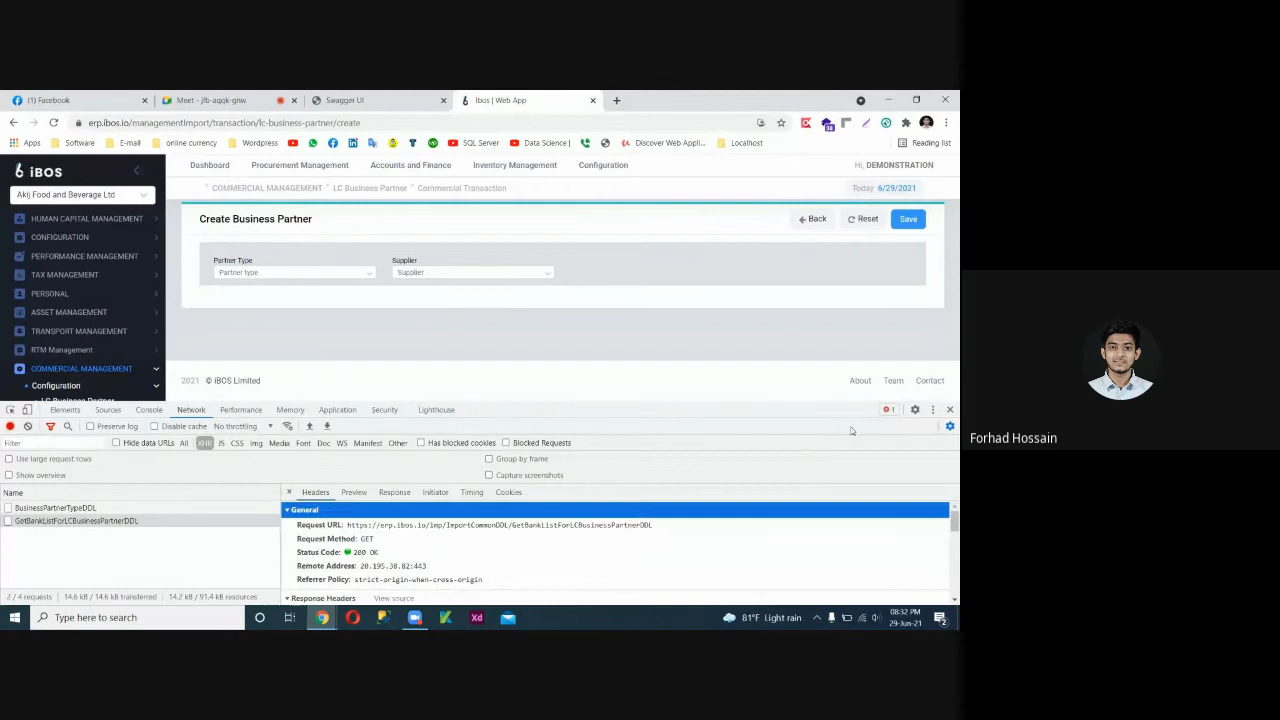 (1) Facebook
Meet - jfb-aqqk-gnw
Swagger UI
Ibos | Web App
erp.ibos.io/managementImport/transaction/lc-business-partner/create
Apps
Software
E-mail
online currency
Wordpress
SQL Server
Data Science |
Discover Web Appli...
Localhost
Reading list
iBOS
Dashboard
Procurement Management
Accounts and Finance
Inventory Management
Configuration
Hi, DEMONSTRATION
Akij Food and Beverage Ltd
COMMERCIAL MANAGEMENT
LC Business Partner
Commercial Transaction
Today 6/29/2021
HUMAN CAPITAL MANAGEMENT
CONFIGURATION
PERFORMANCE MANAGEMENT
TAX MANAGEMENT
PERSONAL
ASSET MANAGEMENT
TRANSPORT MANAGEMENT
RTM Management
COMMERCIAL MANAGEMENT
Configuration
LC Business Partner
Create Business Partner
Back
Reset
Save
Partner Type
Supplier
Partner type
Supplier
2021 © iBOS Limited
About
Team
Contact
Elements
Sources
Console
Network
Performance
Memory
Application
Security
Lighthouse
1
Preserve log
Disable cache
No throttling
Filter
Hide data URLs
All
XHR
JS
CSS
Img
Media
Font
Doc
WS
Manifest
Other
Has blocked cookies
Blocked Requests
Use large request rows
Group by frame
Show overview
Capture screenshots
Name
Headers
Preview
Response
Initiator
Timing
Cookies
BusinessPartnerTypeDDL
GetBankListForLCBusinessPartnerDDL
General
Request URL: https://erp.ibos.io/imp/ImportCommonDDL/GetBankListForLCBusinessPartnerDDL
Request Method: GET
Status Code: 200 OK
Remote Address: 20.195.38.82:443
Referrer Policy: strict-origin-when-cross-origin
Response Headers
View source
2 / 4 requests
14.6 kB / 14.6 kB transferred
14.2 kB / 91.4 kB resources
Type here to search
Xd
81°F Light rain
08:32 PM
29-Jun-21
2
Forhad Hossain